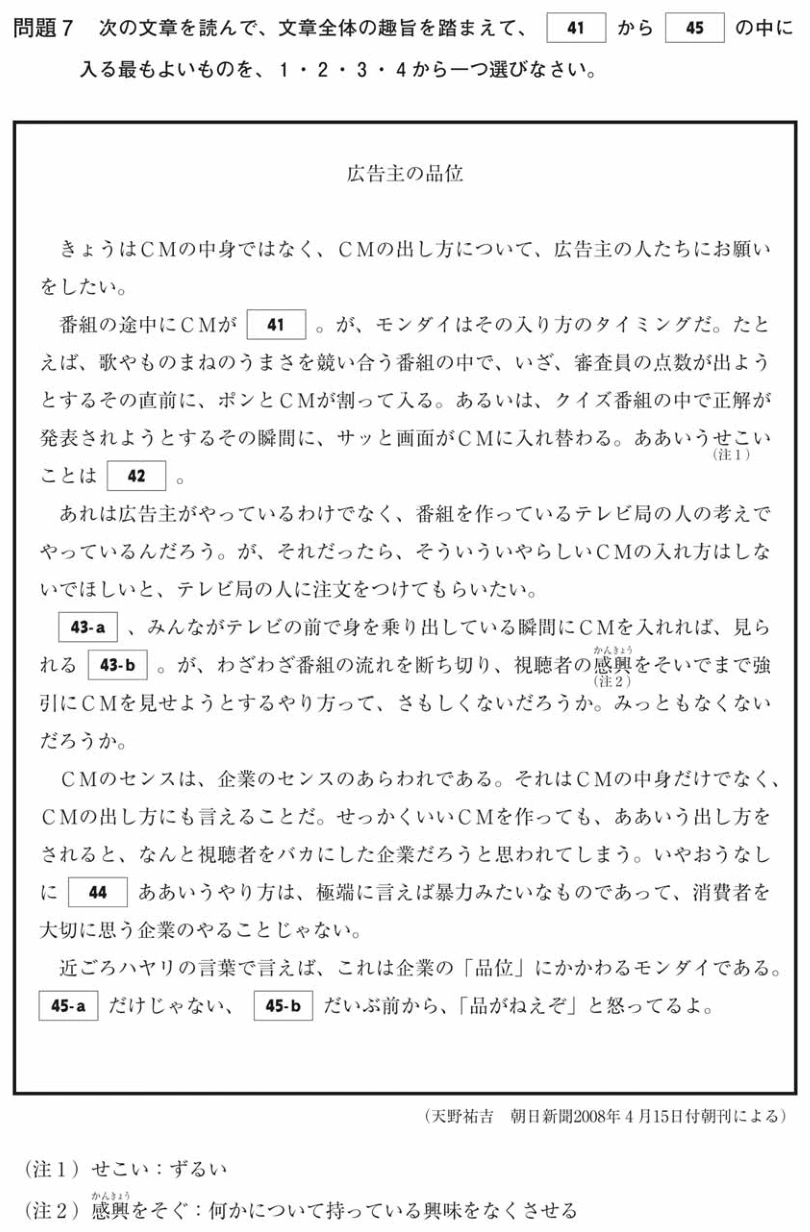 問題7　次の文章を読んで、文章全体の趣旨を踏まえて、 41 から 45 の中に
入る最もよいものを、1・2・3・4から一つ選びなさい。
広告主の品位
きょうはCMの中身ではなく、CMの出し方について、広告主の人たちにお願い
をしたい。
番組の途中にCMが 41 。が、モンダイはその入り方のタイミングだ。たと
えば、歌やものまねのうまさを競い合う番組の中で、いざ、審査員の点数が出よう
とするその直前に、ポンとCMが割って入る。あるいは、クイズ番組の中で正解が
発表されようとするその瞬間に、サッと画面がCMに入れ替わる。ああいうせこい
(注1)
ことは 42 。
あれは広告主がやっているわけでなく、番組を作っているテレビ局の人の考えで
やっているんだろう。が、それだったら、そういういやらしいCMの入れ方はしな
いでほしいと、テレビ局の人に注文をつけてもらいたい。
43-a 、みんながテレビの前で身を乗り出している瞬間にCMを入れれば、見ら
かんきょう
れる 43-b 。が、わざわざ番組の流れを断ち切り、視聴者の感興をそいでまで強
(注2)
引にCMを見せようとするやり方って、さもしくないだろうか。みっともなくない
だろうか。
CMのセンスは、企業のセンスのあらわれである。それはCMの中身だけでなく、
CMの出し方にも言えることだ。せっかくいいCMを作っても、ああいう出し方を
されると、なんと視聴者をバカにした企業だろうと思われてしまう。いやおうなし
に 44 ああいうやり方は、極端に言えば暴力みたいなものであって、消費者を
大切に思う企業のやることじゃない。
近ごろハヤリの言葉で言えば、これは企業の「品位」にかかわるモンダイである。
45-a だけじゃない、 45-b だいぶ前から、「品がねえぞ」と怒ってるよ。
(天野祐吉　朝日新聞2008年4月15日付朝刊による)
(注1) せこい：ずるい
かんきょう
(注2) 感興をそぐ：何かについて持っている興味をなくさせる